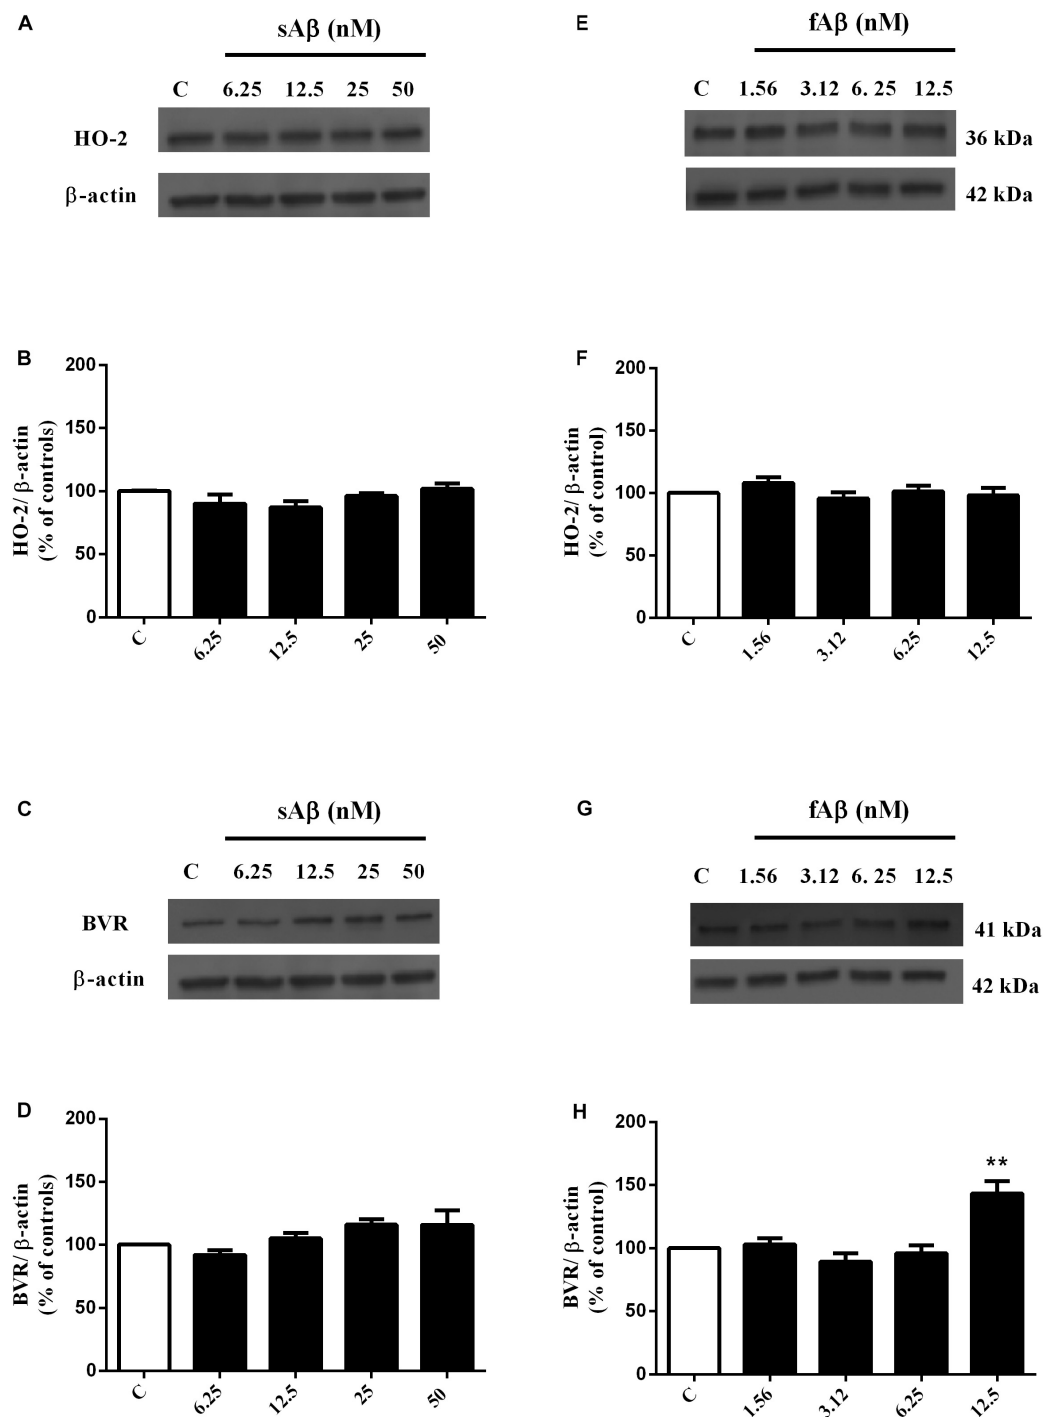 A
sAβ (nM)
C 6.25 12.5 25 50
HO-2
β-actin
E
fAβ (nM)
C 1.56 3.12 6. 25 12.5
36 kDa
42 kDa
B
HO-2/ β-actin
(% of controls)
200
150
100
50
0
C 6.25 12.5 25 50
F
HO-2/ β-actin
(% of control)
200
150
100
50
0
C 1.56 3.12 6.25 12.5
C
sAβ (nM)
C 6.25 12.5 25 50
BVR
β-actin
G
fAβ (nM)
C 1.56 3.12 6. 25 12.5
41 kDa
42 kDa
D
BVR/ β-actin
(% of controls)
200
150
100
50
0
C 6.25 12.5 25 50
H
BVR/ β-actin
(% of control)
200
150
100
50
0
**
C 1.56 3.12 6.25 12.5